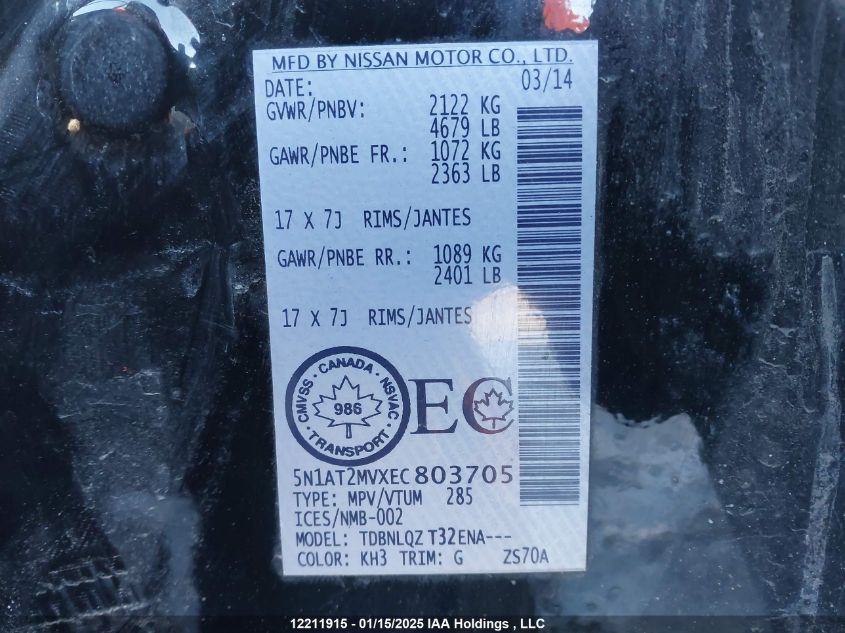 MFD BY NISSAN MOTOR CO., LTD.
DATE: 03/14
GVWR/PNBV: 2122 KG
4679 LB
GAWR/PNBE FR.: 1072 KG
2363 LB
17 X 7J RIMS/JANTES
GAWR/PNBE RR.: 1089 KG
2401 LB
17 X 7J RIMS/JANTES
CMVSS · CANADA · NSVAC · TRANSPORT ·
986
EC
5N1AT2MVXEC803705
TYPE: MPV/VTUM 285
ICES/NMB-002
MODEL: TDBNLQZ T32ENA---
COLOR: KH3 TRIM: G ZS70A
12211915 - 01/15/2025 IAA Holdings , LLC